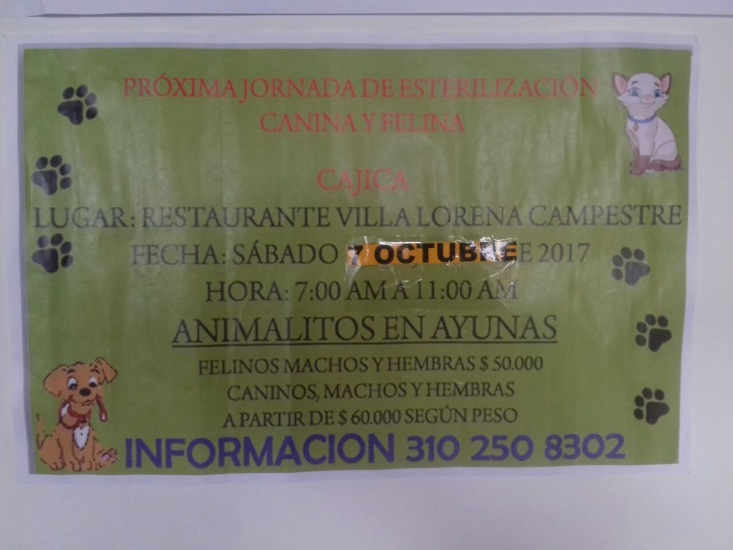 PRÓXIMA JORNADA DE ESTERILIZACIÓN
CANINA Y FELINA
CAJICA
LUGAR: RESTAURANTE VILLA LORENA CAMPESTRE
FECHA: SÁBADO 7 OCTUBRE E 2017
HORA: 7:00 AM A 11:00 AM
ANIMALITOS EN AYUNAS
FELINOS MACHOS Y HEMBRAS $ 50.000
CANINOS, MACHOS Y HEMBRAS
A PARTIR DE $ 60.000 SEGÚN PESO
INFORMACION 310 250 8302